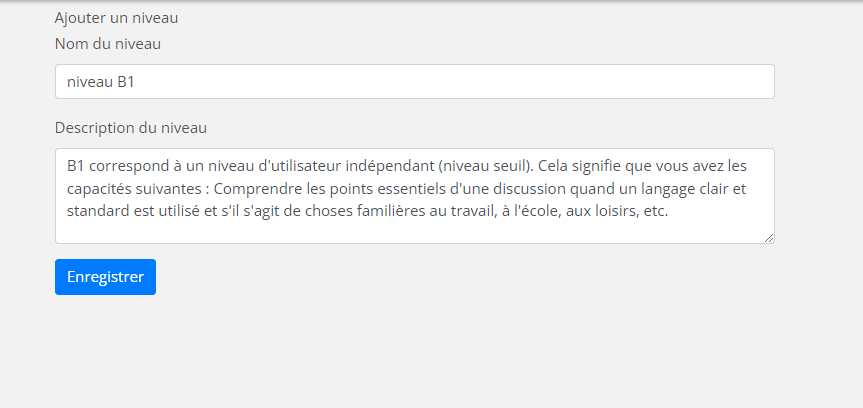 Ajouter un niveau
Nom du niveau
niveau B1
Description du niveau
B1 correspond à un niveau d'utilisateur indépendant (niveau seuil). Cela signifie que vous avez les
capacités suivantes : Comprendre les points essentiels d'une discussion quand un langage clair et
standard est utilisé et s'il s'agit de choses familières au travail, à l'école, aux loisirs, etc.
Enregistrer